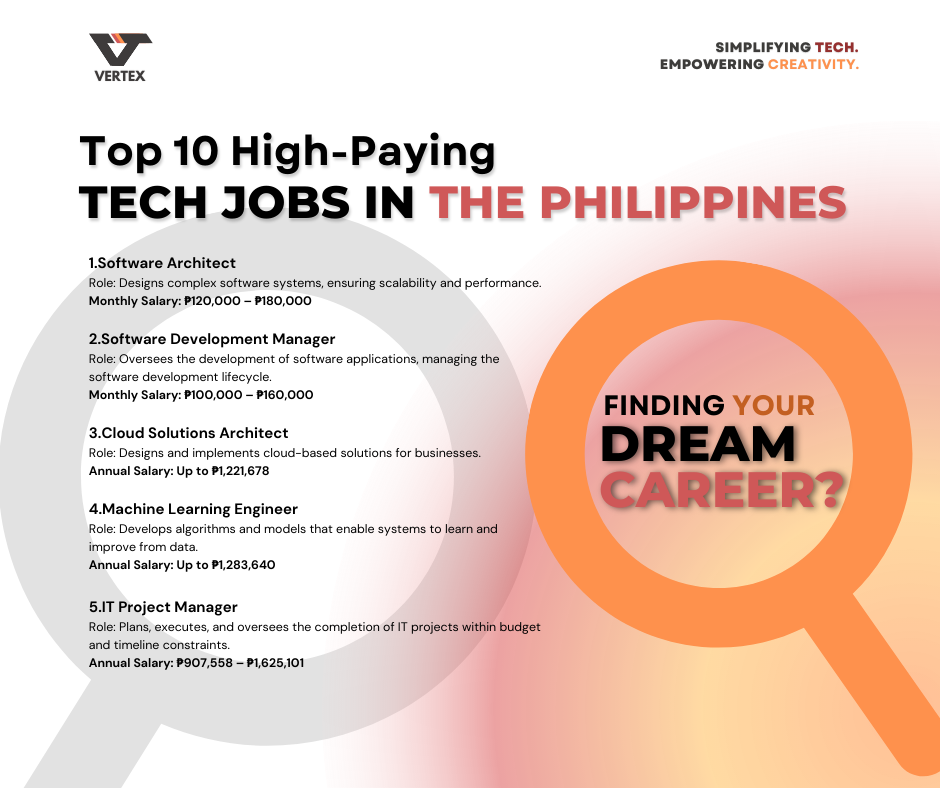 VERTEX
SIMPLIFYING TECH.
EMPOWERING CREATIVITY.
Top 10 High-Paying
TECH JOBS IN THE PHILIPPINES
1.Software Architect
Role: Designs complex software systems, ensuring scalability and performance.
Monthly Salary: ₱120,000 – ₱180,000
2.Software Development Manager
Role: Oversees the development of software applications, managing the
software development lifecycle.
Monthly Salary: ₱100,000 – ₱160,000
3.Cloud Solutions Architect
Role: Designs and implements cloud-based solutions for businesses.
Annual Salary: Up to ₱1,221,678
4.Machine Learning Engineer
Role: Develops algorithms and models that enable systems to learn and
improve from data.
Annual Salary: Up to ₱1,283,640
5.IT Project Manager
Role: Plans, executes, and oversees the completion of IT projects within budget
and timeline constraints.
Annual Salary: ₱907,558 – ₱1,625,101
FINDING YOUR
DREAM
CAREER?